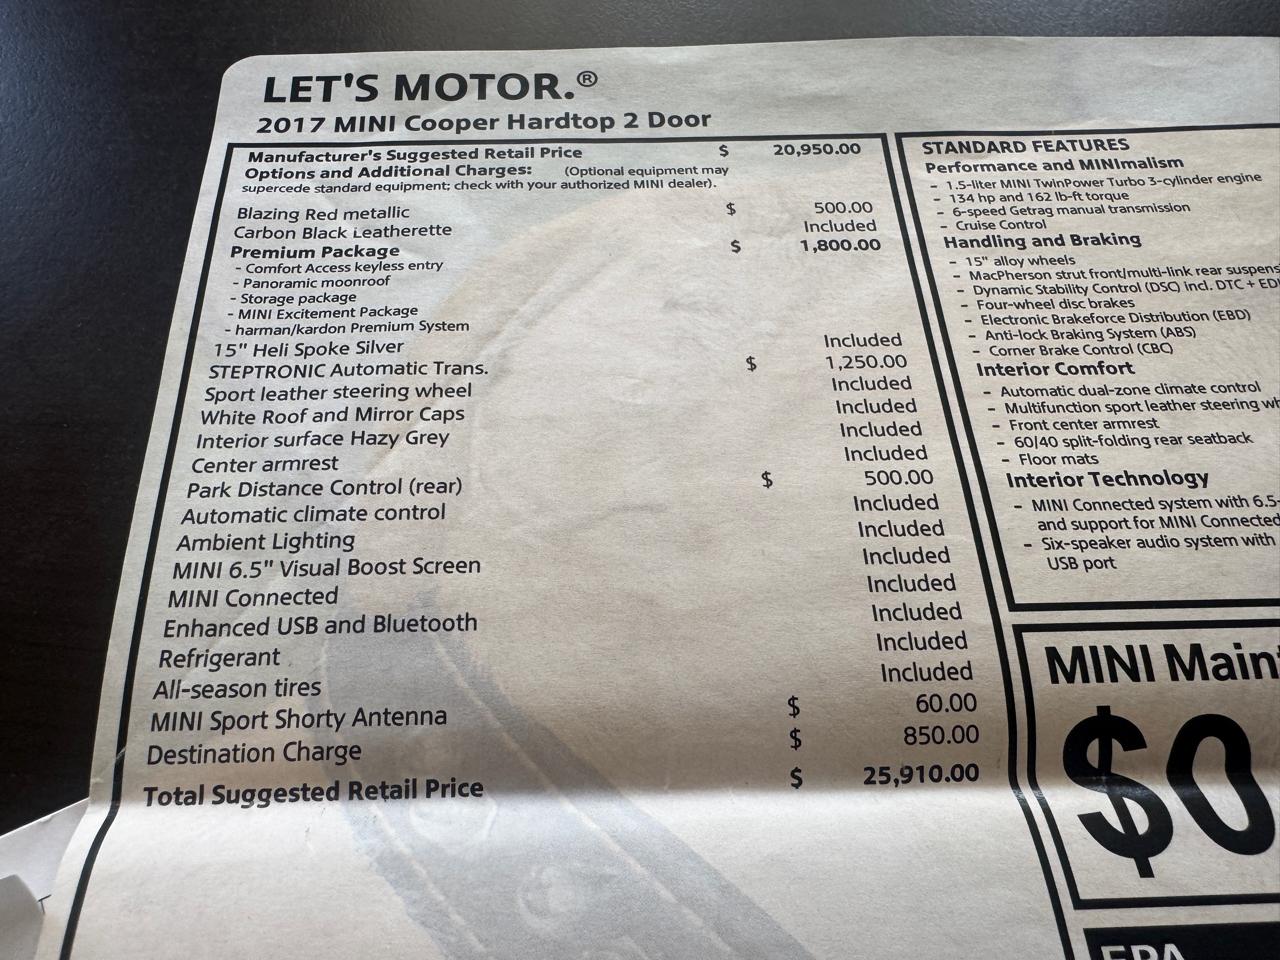 LET'S MOTOR.®
2017 MINI Cooper Hardtop 2 Door
Manufacturer's Suggested Retail Price $ 20,950.00
Options and Additional Charges: (Optional equipment may
supercede standard equipment; check with your authorized MINI dealer).
Blazing Red metallic $ 500.00
Carbon Black Leatherette Included
Premium Package $ 1,800.00
- Comfort Access keyless entry
- Panoramic moonroof
- Storage package
- MINI Excitement Package
- harman/kardon Premium System
15" Heli Spoke Silver Included
STEPTRONIC Automatic Trans. $ 1,250.00
Sport leather steering wheel Included
White Roof and Mirror Caps Included
Interior surface Hazy Grey Included
Center armrest Included
Park Distance Control (rear) $ 500.00
Automatic climate control Included
Ambient Lighting Included
MINI 6.5" Visual Boost Screen Included
MINI Connected Included
Enhanced USB and Bluetooth Included
Refrigerant Included
All-season tires Included
MINI Sport Shorty Antenna $ 60.00
Destination Charge $ 850.00
Total Suggested Retail Price $ 25,910.00
STANDARD FEATURES
Performance and MINImalism
- 1.5-liter MINI TwinPower Turbo 3-cylinder engine
- 134 hp and 162 lb-ft torque
- 6-speed Getrag manual transmission
- Cruise Control
Handling and Braking
- 15" alloy wheels
- MacPherson strut front/multi-link rear suspens
- Dynamic Stability Control (DSC) incl. DTC + ED
- Four-wheel disc brakes
- Electronic Brakeforce Distribution (EBD)
- Anti-lock Braking System (ABS)
- Corner Brake Control (CBC)
Interior Comfort
- Automatic dual-zone climate control
- Multifunction sport leather steering wh
- Front center armrest
- 60/40 split-folding rear seatback
- Floor mats
Interior Technology
- MINI Connected system with 6.5-
and support for MINI Connected
- Six-speaker audio system with
USB port
MINI Main
$0
EPA